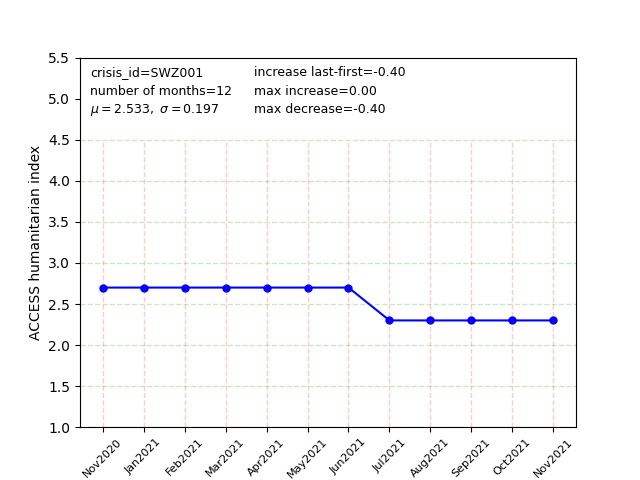 crisis_id=SWZ001
number of months=12
μ = 2.533, σ = 0.197
increase last-first=-0.40
max increase=0.00
max decrease=-0.40
ACCESS humanitarian index
5.5
5.0
4.5
4.0
3.5
3.0
2.5
2.0
1.5
1.0
Nov2020
Jan2021
Feb2021
Mar2021
Apr2021
May2021
Jun2021
Jul2021
Aug2021
Sep2021
Oct2021
Nov2021